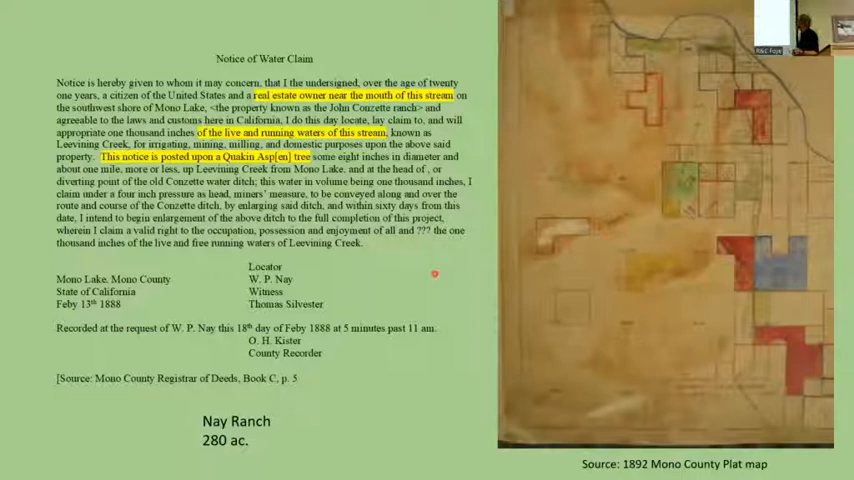 Notice of Water Claim
Notice is hereby given to whom it may concern, that I the undersigned, over the age of twenty
one years, a citizen of the United States and a real estate owner near the mouth of this stream on
the southwest shore of Mono Lake, <the property known as the John Conzette ranch> and
agreeable to the laws and customs here in California, I do this day locate, lay claim to, and will
appropriate one thousand inches of the live and running waters of this stream, known as
Leevining Creek, for irrigating, mining, milling, and domestic purposes upon the above said
property. This notice is posted upon a Quakin Asp[en] tree some eight inches in diameter and
about one mile, more or less, up Leevining Creek from Mono Lake, and at the head of , or
diverting point of the old Conzette water ditch; this water in volume being one thousand inches, I
claim under a four inch pressure as head, miners' measure, to be conveyed along and over the
route and course of the Conzette ditch, by enlarging said ditch, and within sixty days from this
date, I intend to begin enlargement of the above ditch to the full completion of this project,
wherein I claim a valid right to the occupation, possession and enjoyment of all and ??? the one
thousand inches of the live and free running waters of Leevining Creek.
Locator
Mono Lake, Mono County W. P. Nay
State of California Witness
Feby 13th 1888 Thomas Silvester
Recorded at the request of W. P. Nay this 18th day of Feby 1888 at 5 minutes past 11 am.
O. H. Kister
County Recorder
[Source: Mono County Registrar of Deeds, Book C, p. 5
Nay Ranch
280 ac.
Source: 1892 Mono County Plat map